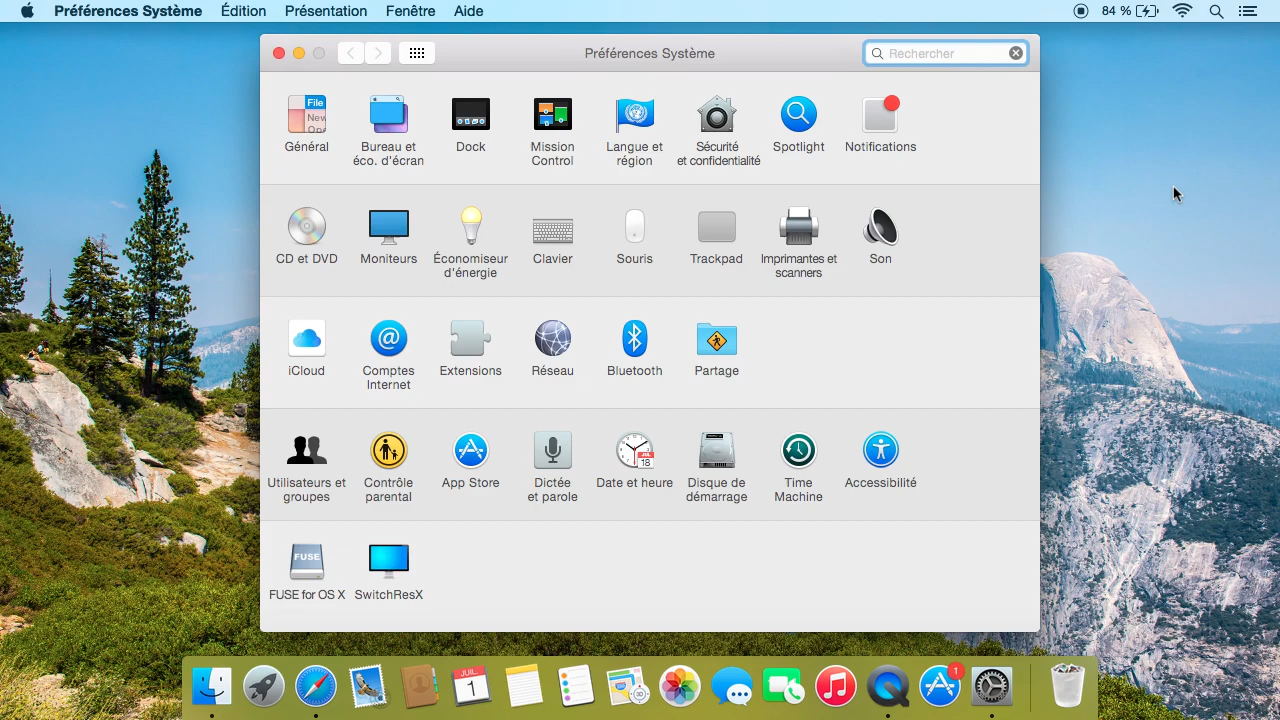 Préférences Système Édition Présentation Fenêtre Aide 84 %
Préférences Système Rechercher
File
New
Ope
Général
Bureau et
éco. d'écran
Dock
Mission
Control
Langue et
région
Sécurité
et confidentialité
Spotlight
Notifications
CD et DVD
Moniteurs
Économiseur
d'énergie
Clavier
Souris
Trackpad
Imprimantes et
scanners
Son
iCloud
@
Comptes
Internet
Extensions
Réseau
Bluetooth
Partage
Utilisateurs et
groupes
Contrôle
parental
App Store
Dictée
et parole
JUIL
18
Date et heure
Disque de
démarrage
Time
Machine
Accessibilité
FUSE
FUSE for OS X
SwitchResX
JUIL.
1
1